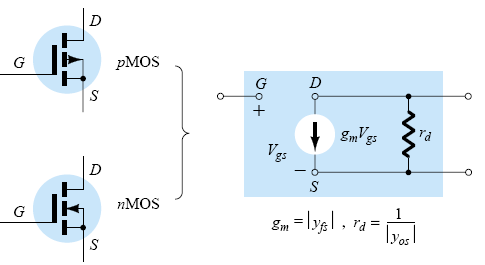 D
G
pMOS
S
D
G
nMOS
S
G
D
+
V_gs
g_m V_gs
r_d
−
S
g_m = |y_fs| , r_d = 1/|y_os|